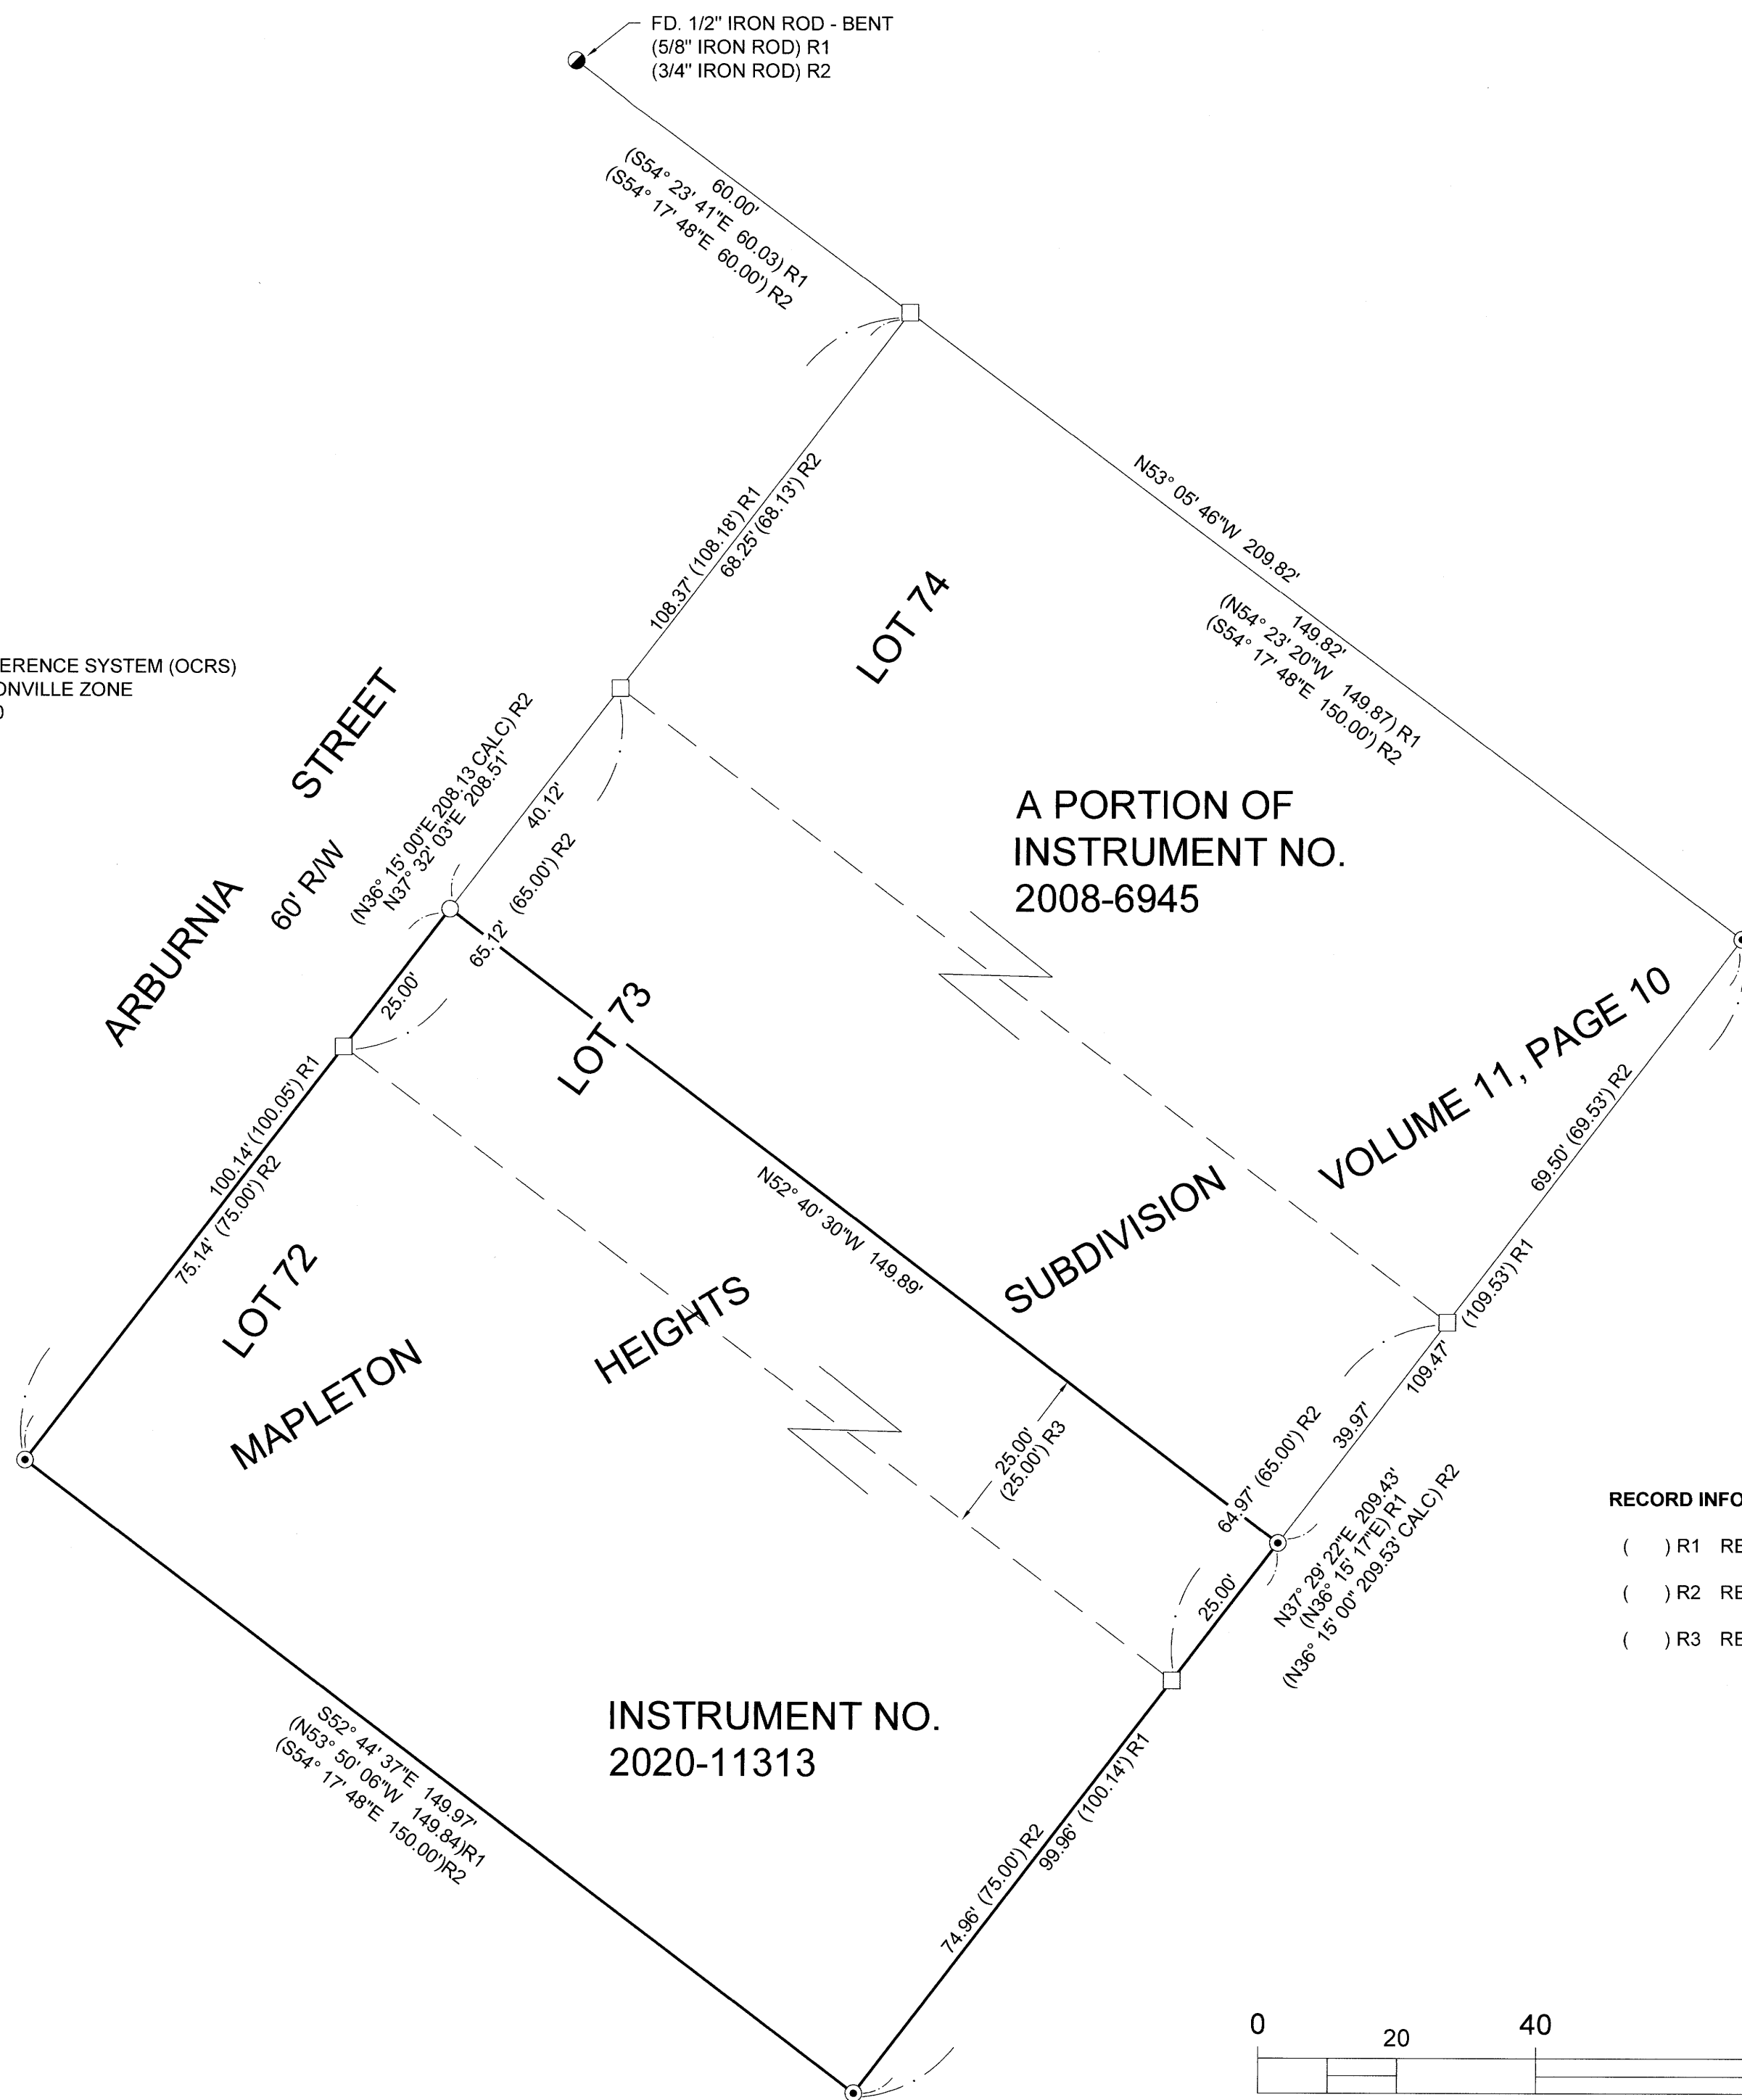 FD. 1/2" IRON ROD - BENT
(5/8" IRON ROD) R1
(3/4" IRON ROD) R2
60.00'
(S54° 23' 41"E 60.03) R1
(S54° 17' 48"E 60.00') R2
108.37' (108.18') R1
68.25' (68.13') R2
LOT 74
N53° 05' 46"W 209.82'
149.82'
(N54° 23' 20"W 149.87) R1
(S54° 17' 48"E 150.00') R2
ERENCE SYSTEM (OCRS)
ONVILLE ZONE
ARBURNIA STREET
60' R/W
(N36° 15' 00"E 208.13 CALC) R2
N37° 32' 03"E 208.51'
40.12'
65.12' (65.00') R2
25.00'
A PORTION OF
INSTRUMENT NO.
2008-6945
LOT 73
100.14' (100.05') R1
75.14' (75.00') R2
N52° 40' 30"W 149.89'
LOT 72
MAPLETON HEIGHTS SUBDIVISION VOLUME 11, PAGE 10
69.50' (69.53') R2
(109.53') R1
109.47'
39.97'
25.00'
(25.00') R3
64.97' (65.00') R2
25.00'
N37° 29' 22"E 209.43'
(N36° 15' 17"E) R1
(N36° 15' 00" 209.53' CALC) R2
RECORD INFO
( ) R1 RE
( ) R2 RE
( ) R3 RE
INSTRUMENT NO.
2020-11313
S52° 44' 37"E 149.97'
(N53° 50' 06"W 149.84)R1
(S54° 17' 48"E 150.00')R2
74.96' (75.00') R2
99.96' (100.14') R1
0 20 40